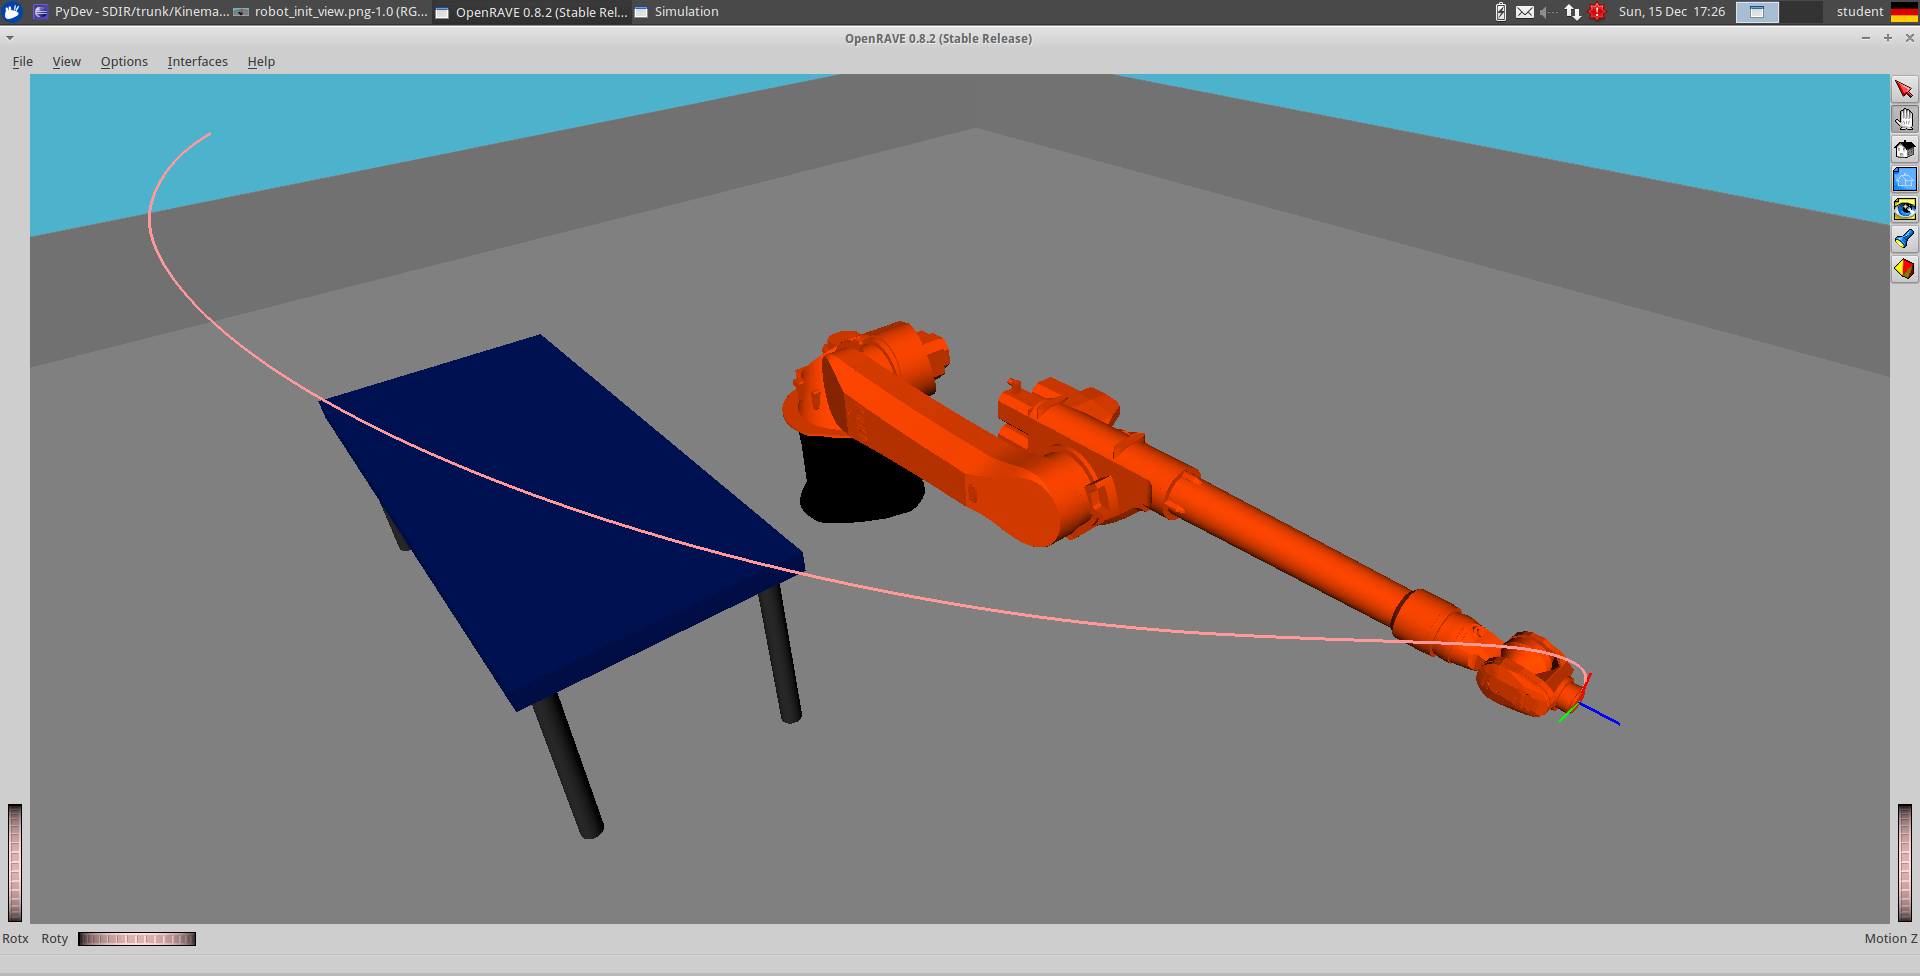 PyDev - SDIR/trunk/Kinema... robot_init_view.png-1.0 (RG... OpenRAVE 0.8.2 (Stable Rel... Simulation Sun, 15 Dec 17:26 student
OpenRAVE 0.8.2 (Stable Release)
File View Options Interfaces Help
Rotx Roty Motion Z